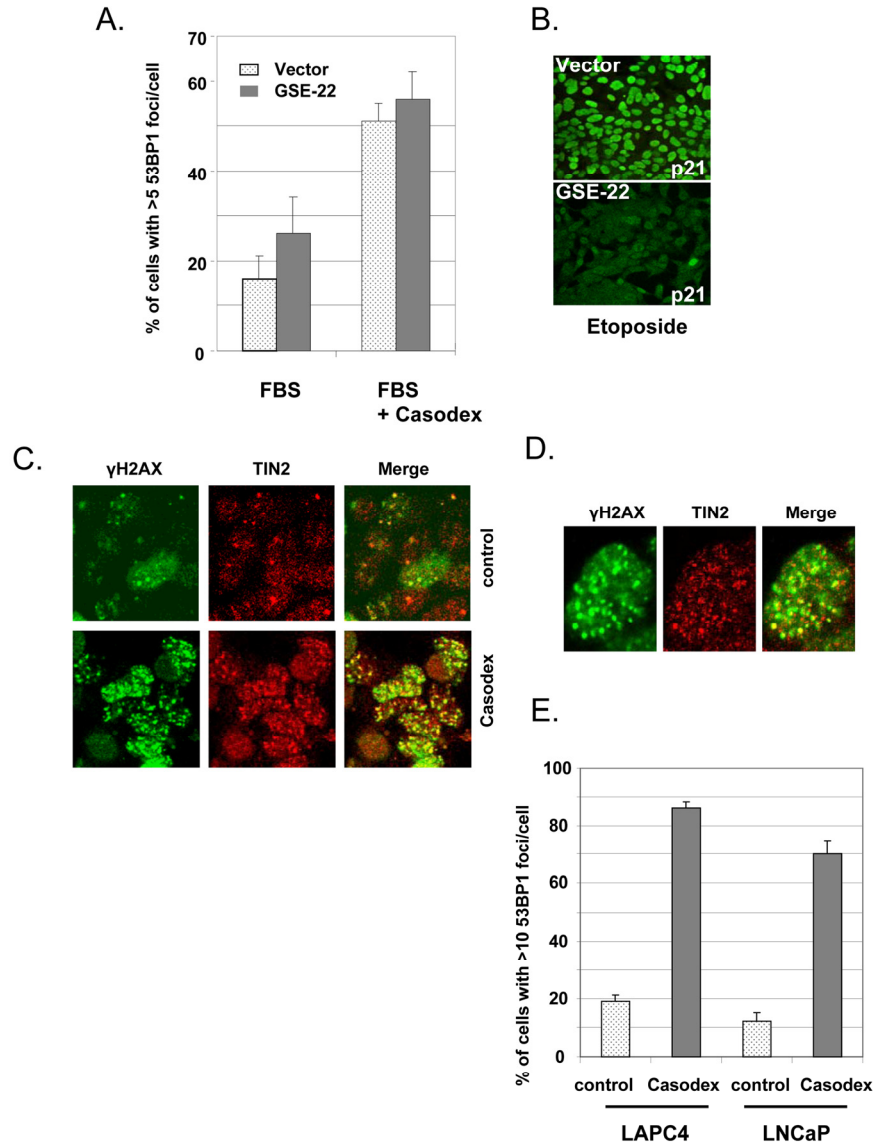 A.
% of cells with >5 53BP1 foci/cell
70
60
40
20
0
Vector
GSE-22
FBS
FBS
+ Casodex
B.
Vector
p21
GSE-22
p21
Etoposide
C.
γH2AX
TIN2
Merge
control
Casodex
D.
γH2AX
TIN2
Merge
E.
% of cells with >10 53BP1 foci/cell
100
80
60
40
20
0
control
Casodex
control
Casodex
LAPC4
LNCaP